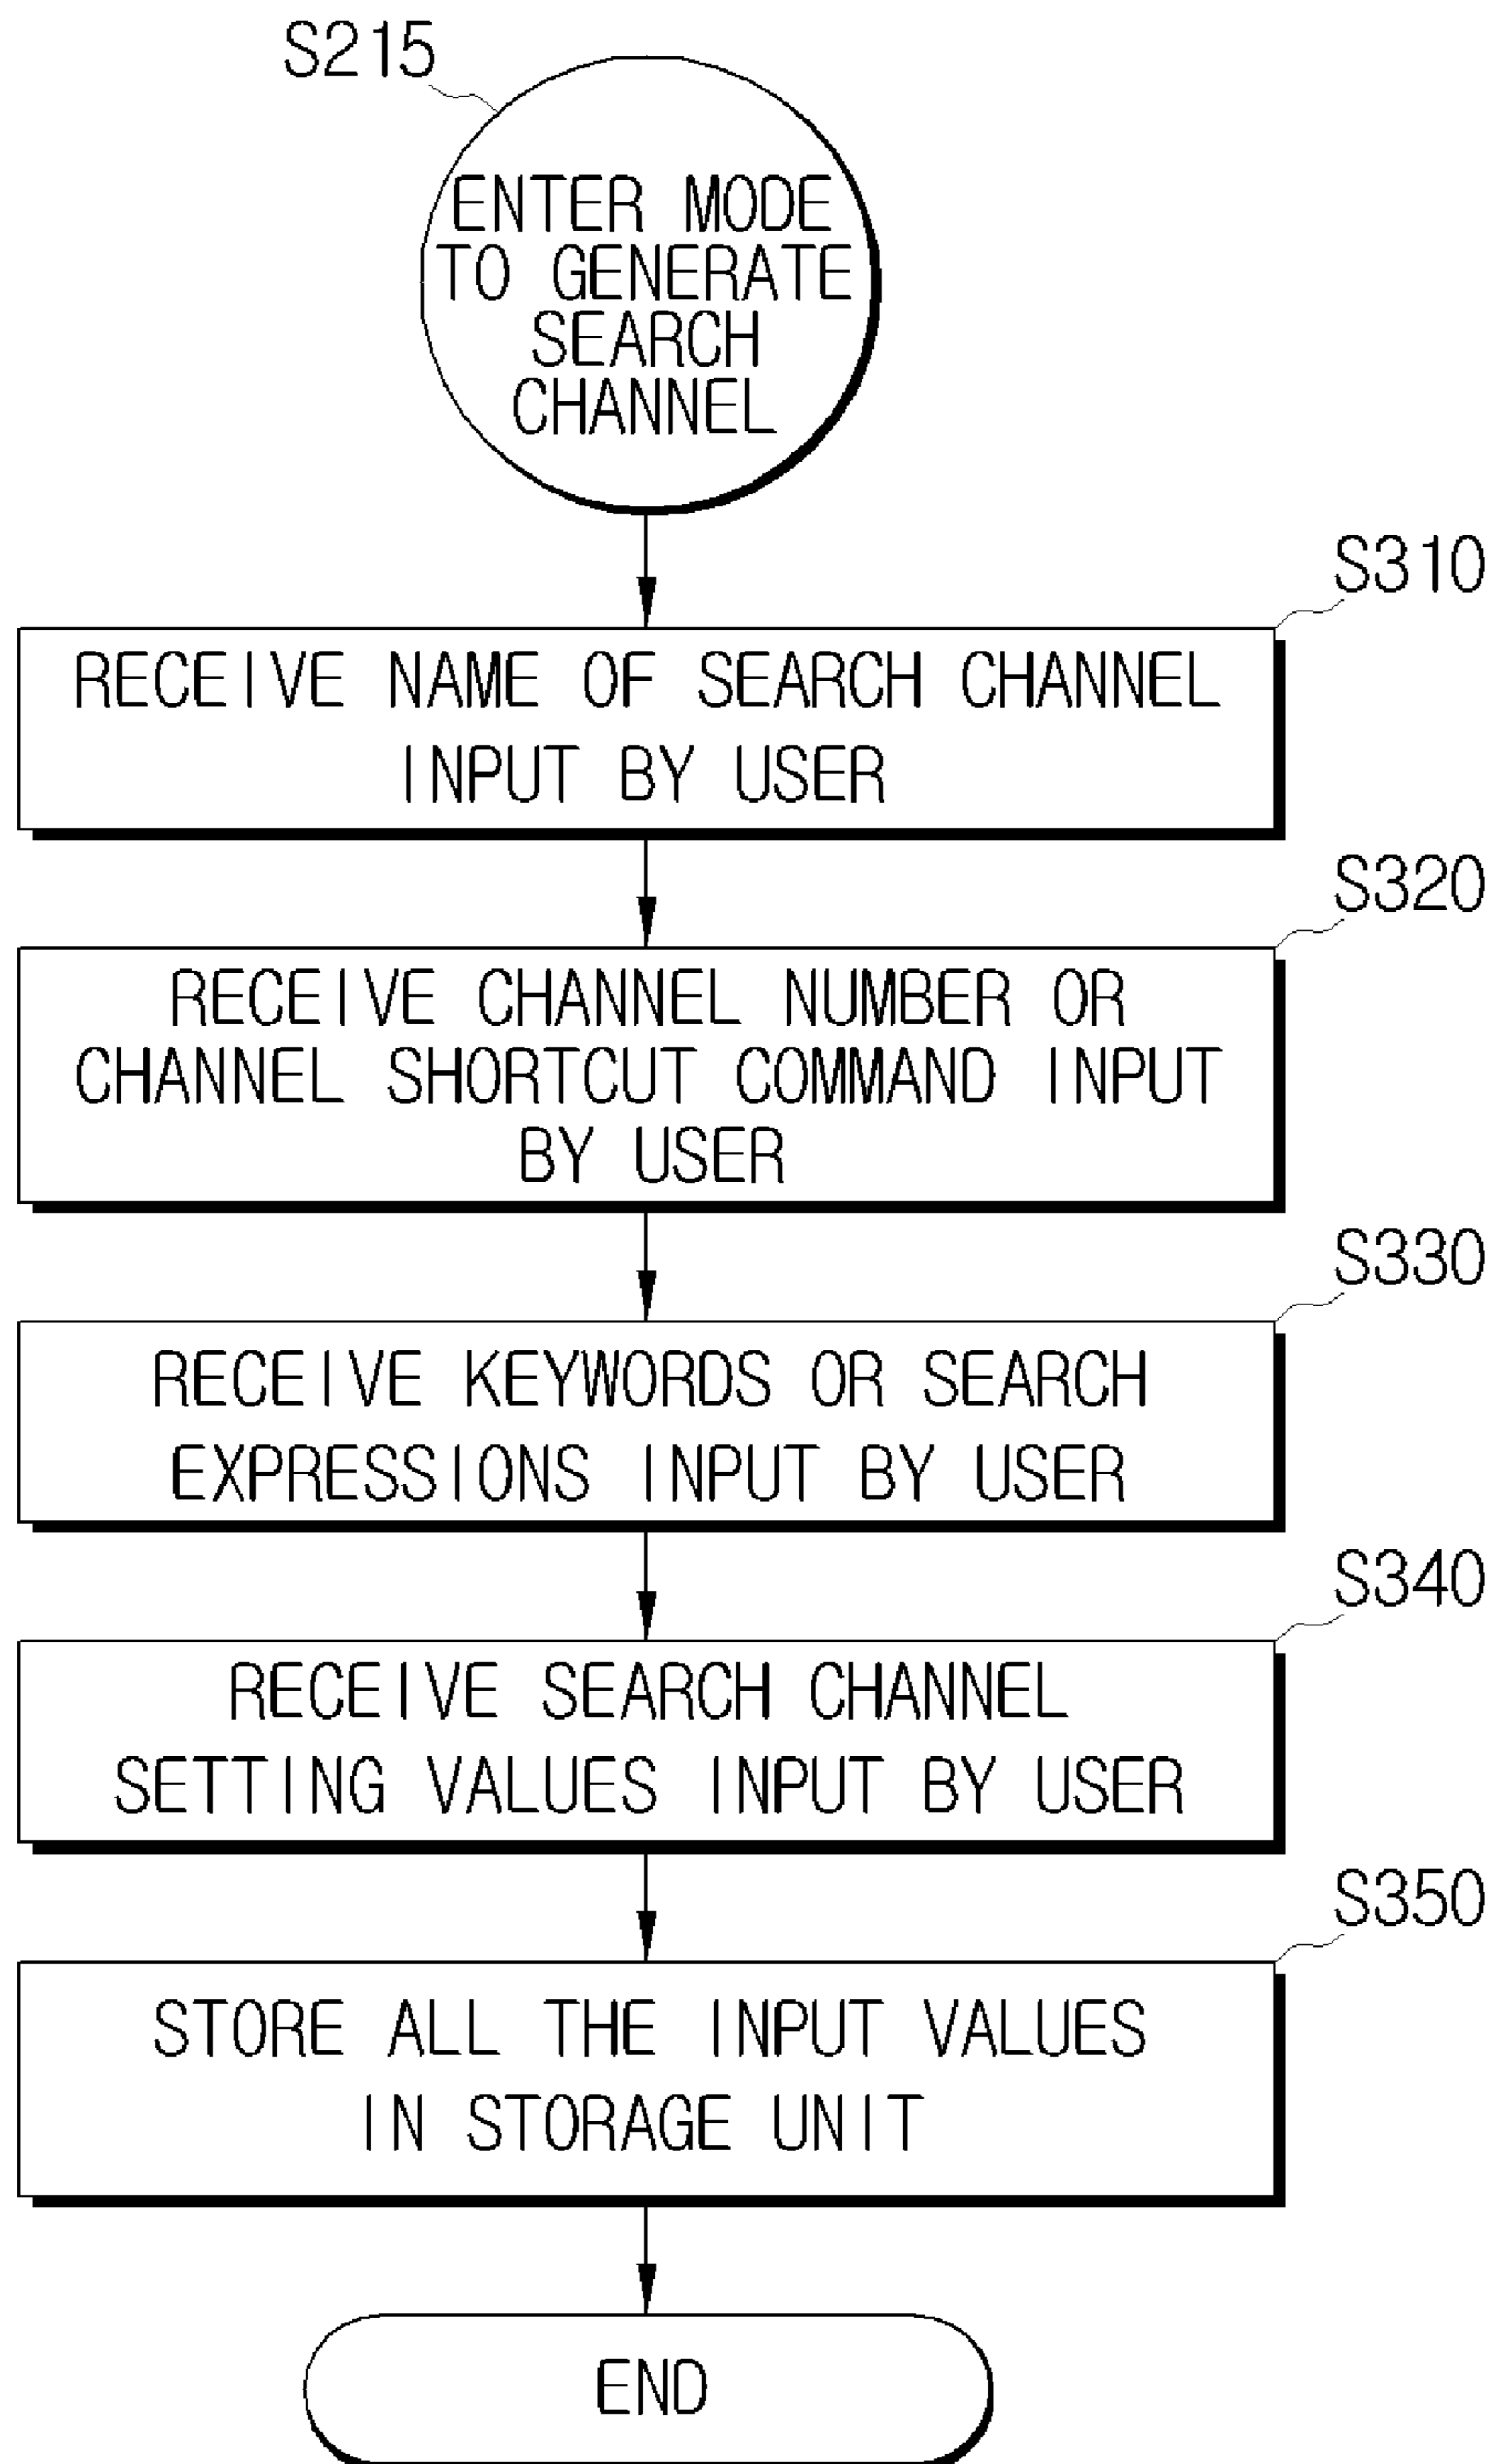 S215
ENTER MODE
TO GENERATE
SEARCH
CHANNEL
S310
RECEIVE NAME OF SEARCH CHANNEL
INPUT BY USER
S320
RECEIVE CHANNEL NUMBER OR
CHANNEL SHORTCUT COMMAND INPUT
BY USER
S330
RECEIVE KEYWORDS OR SEARCH
EXPRESSIONS INPUT BY USER
S340
RECEIVE SEARCH CHANNEL
SETTING VALUES INPUT BY USER
S350
STORE ALL THE INPUT VALUES
IN STORAGE UNIT
END